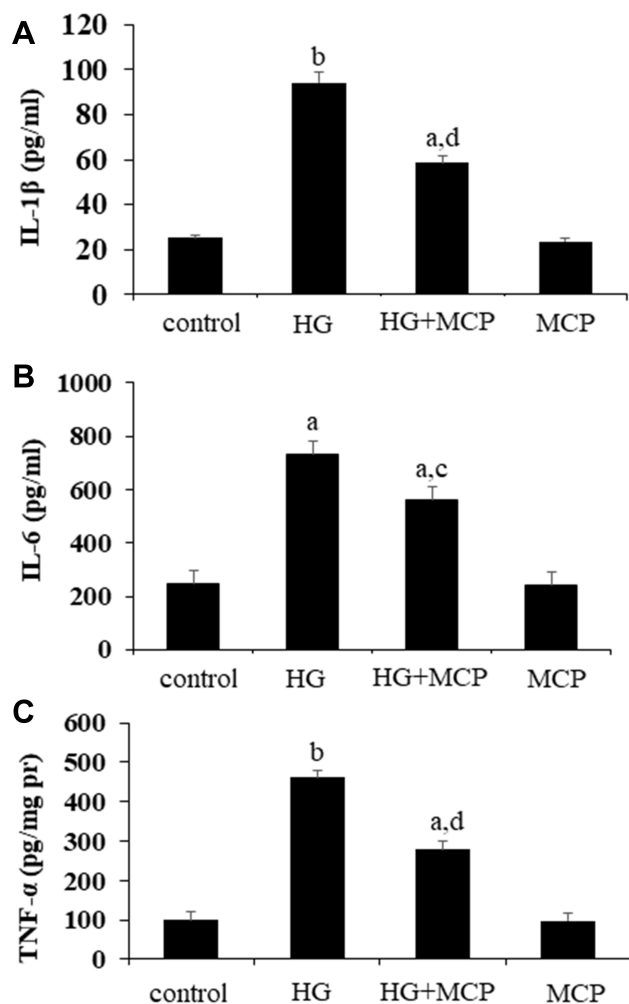 A
IL-1β (pg/ml)
120
100
80
60
40
20
0
b
a,d
control HG HG+MCP MCP
B
IL-6 (pg/ml)
1000
800
600
400
200
0
a
a,c
control HG HG+MCP MCP
C
TNF-α (pg/mg pr)
600
500
400
300
200
100
0
b
a,d
control HG HG+MCP MCP